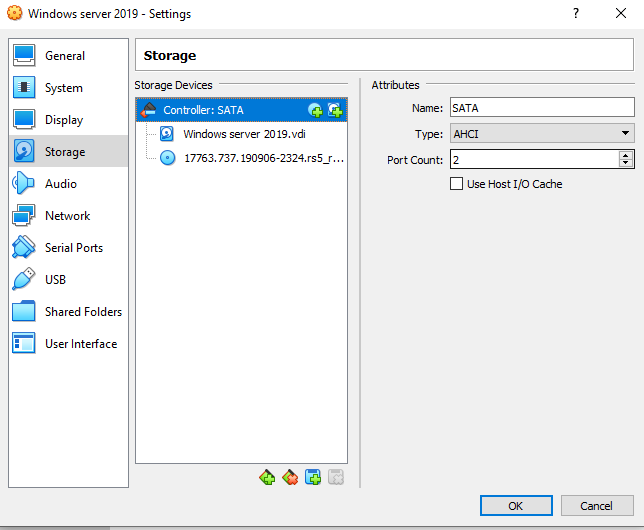 Windows server 2019 - Settings
General
System
Display
Storage
Audio
Network
Serial Ports
USB
Shared Folders
User Interface
Storage
Storage Devices
Controller: SATA
Windows server 2019.vdi
17763.737.190906-2324.rs5_r...
Attributes
Name: SATA
Type: AHCI
Port Count: 2
Use Host I/O Cache
OK
Cancel